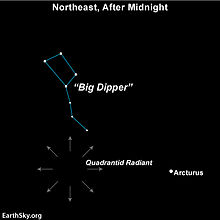 Northeast, After Midnight
“Big Dipper”
Quadrantid Radiant
Arcturus
EarthSky.org